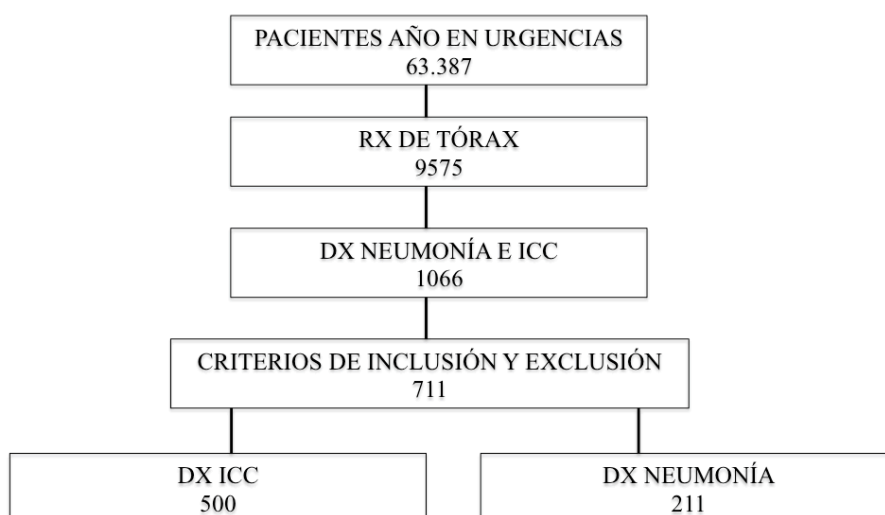 PACIENTES AÑO EN URGENCIAS
63.387
RX DE TÓRAX
9575
DX NEUMONÍA E ICC
1066
CRITERIOS DE INCLUSIÓN Y EXCLUSIÓN
711
DX ICC
500
DX NEUMONÍA
211